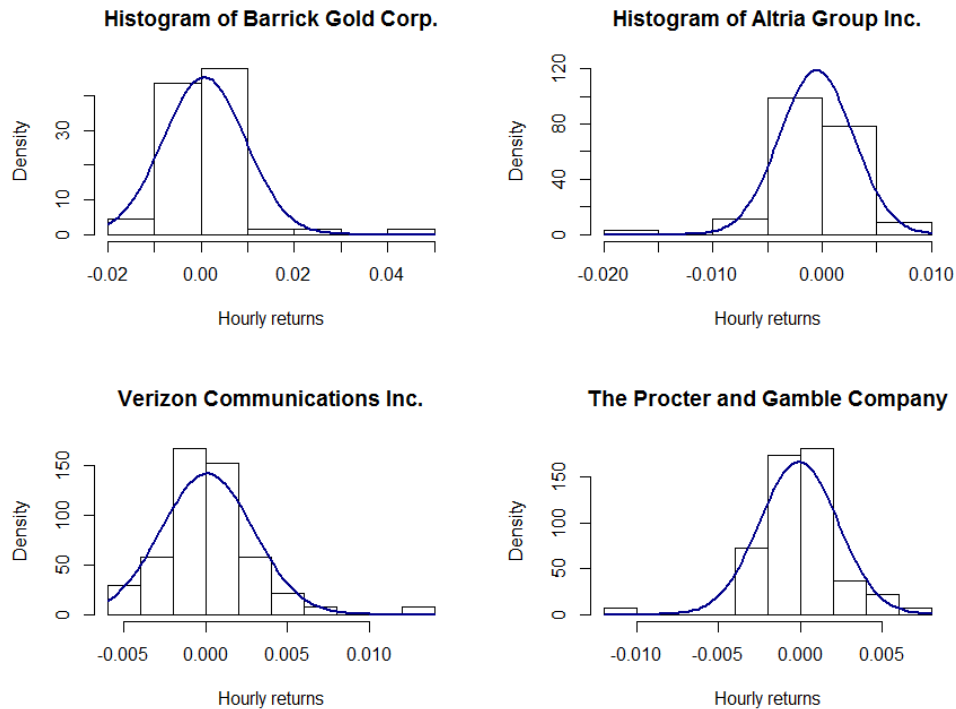 Histogram of Barrick Gold Corp.
Density
30
10
0
-0.02 0.00 0.02 0.04
Hourly returns
Histogram of Altria Group Inc.
Density
120
80
40
0
-0.020 -0.010 0.000 0.010
Hourly returns
Verizon Communications Inc.
Density
150
100
50
0
-0.005 0.000 0.005 0.010
Hourly returns
The Procter and Gamble Company
Density
150
100
50
0
-0.010 -0.005 0.000 0.005
Hourly returns